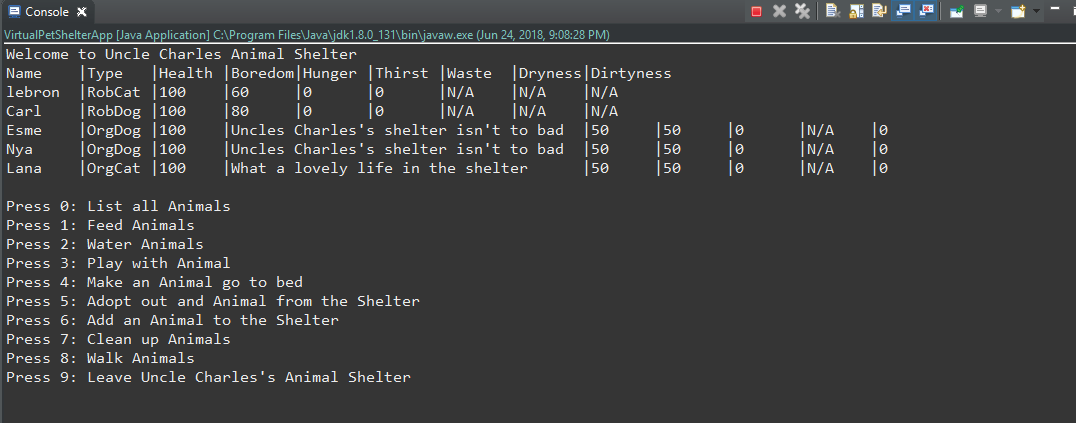 Console
VirtualPetShelterApp [Java Application] C:\Program Files\Java\jdk1.8.0_131\bin\javaw.exe (Jun 24, 2018, 9:08:28 PM)
Welcome to Uncle Charles Animal Shelter
Name    |Type   |Health |Boredom|Hunger |Thirst |Waste  |Dryness|Dirtyness
lebron  |RobCat |100    |60     |0      |0      |N/A    |N/A    |N/A
Carl    |RobDog |100    |80     |0      |0      |N/A    |N/A    |N/A
Esme    |OrgDog |100    |Uncles Charles's shelter isn't to bad  |50     |50     |0      |N/A    |0
Nya     |OrgDog |100    |Uncles Charles's shelter isn't to bad  |50     |50     |0      |N/A    |0
Lana    |OrgCat |100    |What a lovely life in the shelter      |50     |50     |0      |N/A    |0
Press 0: List all Animals
Press 1: Feed Animals
Press 2: Water Animals
Press 3: Play with Animal
Press 4: Make an Animal go to bed
Press 5: Adopt out and Animal from the Shelter
Press 6: Add an Animal to the Shelter
Press 7: Clean up Animals
Press 8: Walk Animals
Press 9: Leave Uncle Charles's Animal Shelter